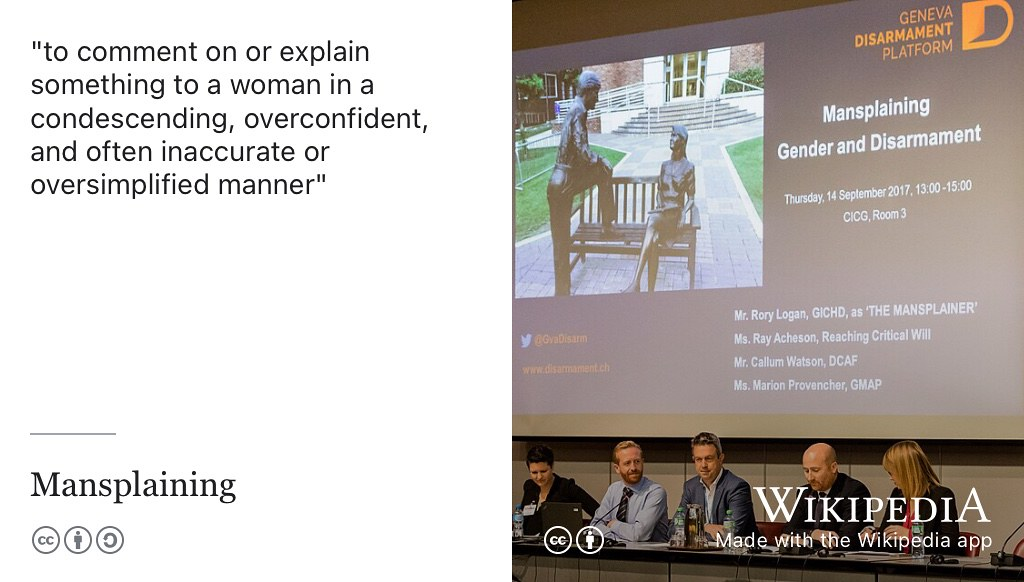 "to comment on or explain
something to a woman in a
condescending, overconfident,
and often inaccurate or
oversimplified manner"
Mansplaining
cc
GENEVA
DISARMAMENT
PLATFORM
Mansplaining
Gender and Disarmament
Thursday, 14 September 2017, 13:00 -15:00
CICG, Room 3
Mr. Rory Logan, GICHD, as 'THE MANSPLAINER'
Ms. Ray Acheson, Reaching Critical Will
Mr. Callum Watson, DCAF
Ms. Marion Provencher, GMAP
@GvaDisarm
www.disarmament.ch
cc
WIKIPEDIA
Made with the Wikipedia app